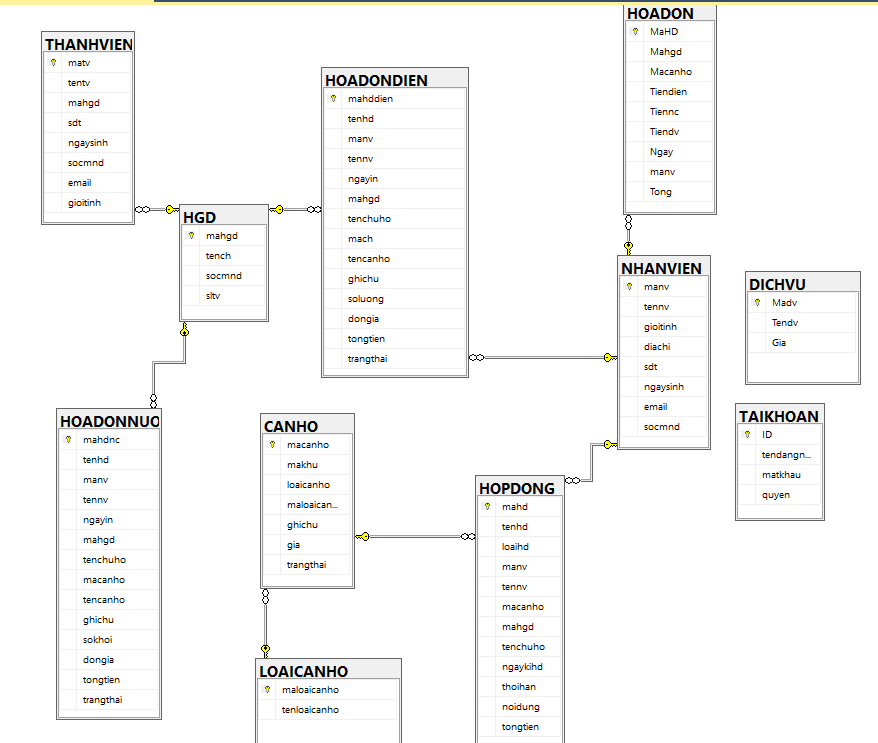 THANHVIEN
matv
tentv
mahgd
sdt
ngaysinh
socmnd
email
gioitinh
HGD
mahgd
tench
socmnd
sltv
HOADONDIEN
mahddien
tenhd
manv
tennv
ngayin
mahgd
tenchuho
mach
tencanho
ghichu
soluong
dongia
tongtien
trangthai
HOADON
MaHD
Mahgd
Macanho
Tiendien
Tiennc
Tiendv
Ngay
manv
Tong
NHANVIEN
manv
tennv
gioitinh
diachi
sdt
ngaysinh
email
socmnd
DICHVU
Madv
Tendv
Gia
TAIKHOAN
ID
tendangn...
matkhau
quyen
HOADONNUO
mahdnc
tenhd
manv
tennv
ngayin
mahgd
tenchuho
macanho
tencanho
ghichu
sokhoi
dongia
tongtien
trangthai
CANHO
macanho
makhu
loaicanho
maloaican...
ghichu
gia
trangthai
HOPDONG
mahd
tenhd
loaihd
manv
tennv
macanho
mahgd
tenchuho
ngaykihd
thoihan
noidung
tongtien
LOAICANHO
maloaicanho
tenloaicanho